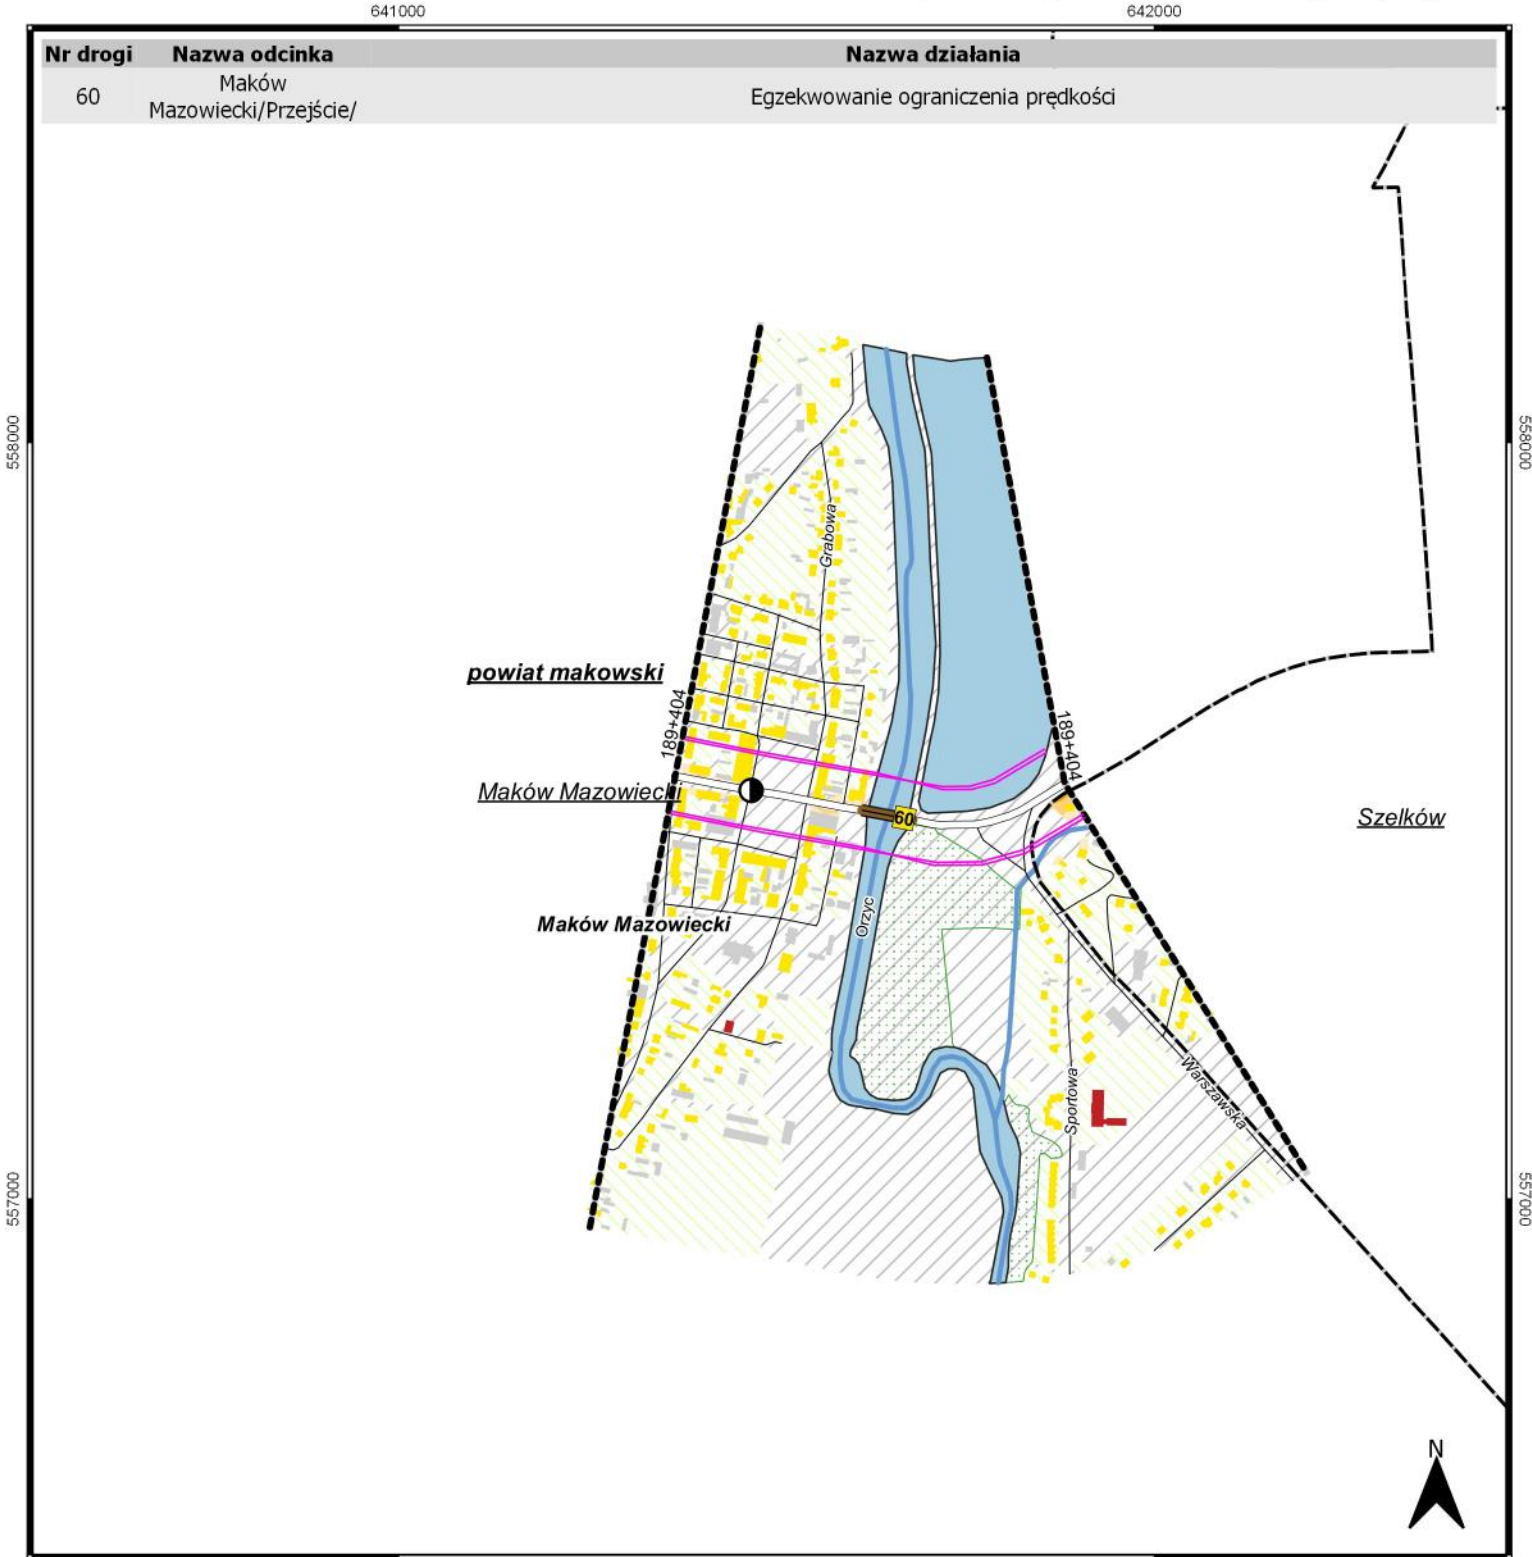 641000
642000
Nr drogi Nazwa odcinka Nazwa działania
60 Maków Mazowiecki/Przejście/ Egzekwowanie ograniczenia prędkości
558000
558000
Grabowa
powiat makowski
189+404
189+404
Maków Mazowiecki
60
Szelków
Orzyc
Maków Mazowiecki
Sportowa
Warszawska
557000
557000
N